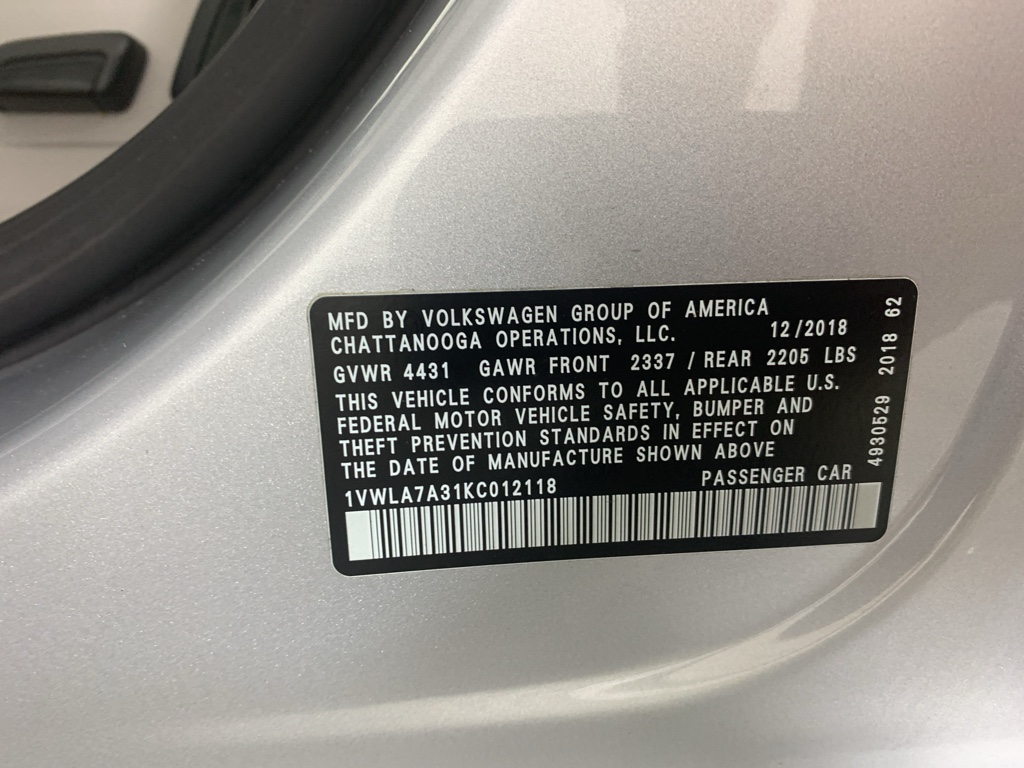 MFD BY VOLKSWAGEN GROUP OF AMERICA
CHATTANOOGA OPERATIONS, LLC. 12/2018
GVWR 4431 GAWR FRONT 2337 / REAR 2205 LBS
THIS VEHICLE CONFORMS TO ALL APPLICABLE U.S.
FEDERAL MOTOR VEHICLE SAFETY, BUMPER AND
THEFT PREVENTION STANDARDS IN EFFECT ON
THE DATE OF MANUFACTURE SHOWN ABOVE
1VWLA7A31KC012118 PASSENGER CAR
4930529 2018 62